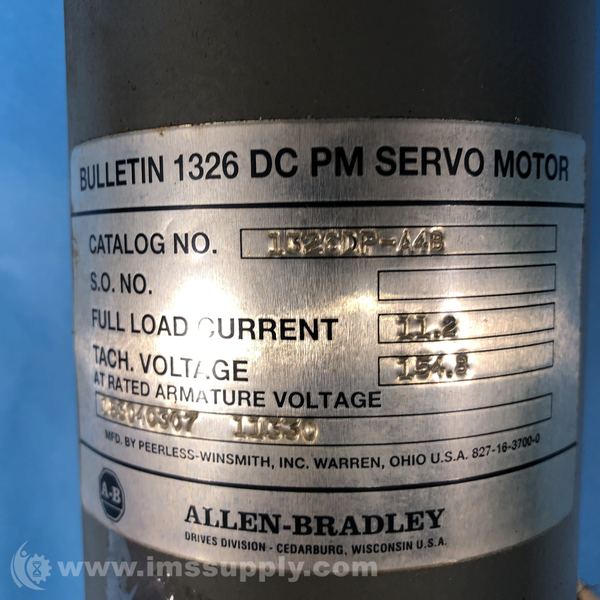 BULLETIN 1326 DC PM SERVO MOTOR
CATALOG NO. 1326DP-A4B
S.O. NO.
FULL LOAD CURRENT 11.2
TACH. VOLTAGE 154.8
AT RATED ARMATURE VOLTAGE
MFD. BY PEERLESS-WINSMITH, INC. WARREN, OHIO U.S.A. 827-16-3700-0
A-B
ALLEN-BRADLEY
DRIVES DIVISION - CEDARBURG, WISCONSIN U.S.A.
www.imssupply.com